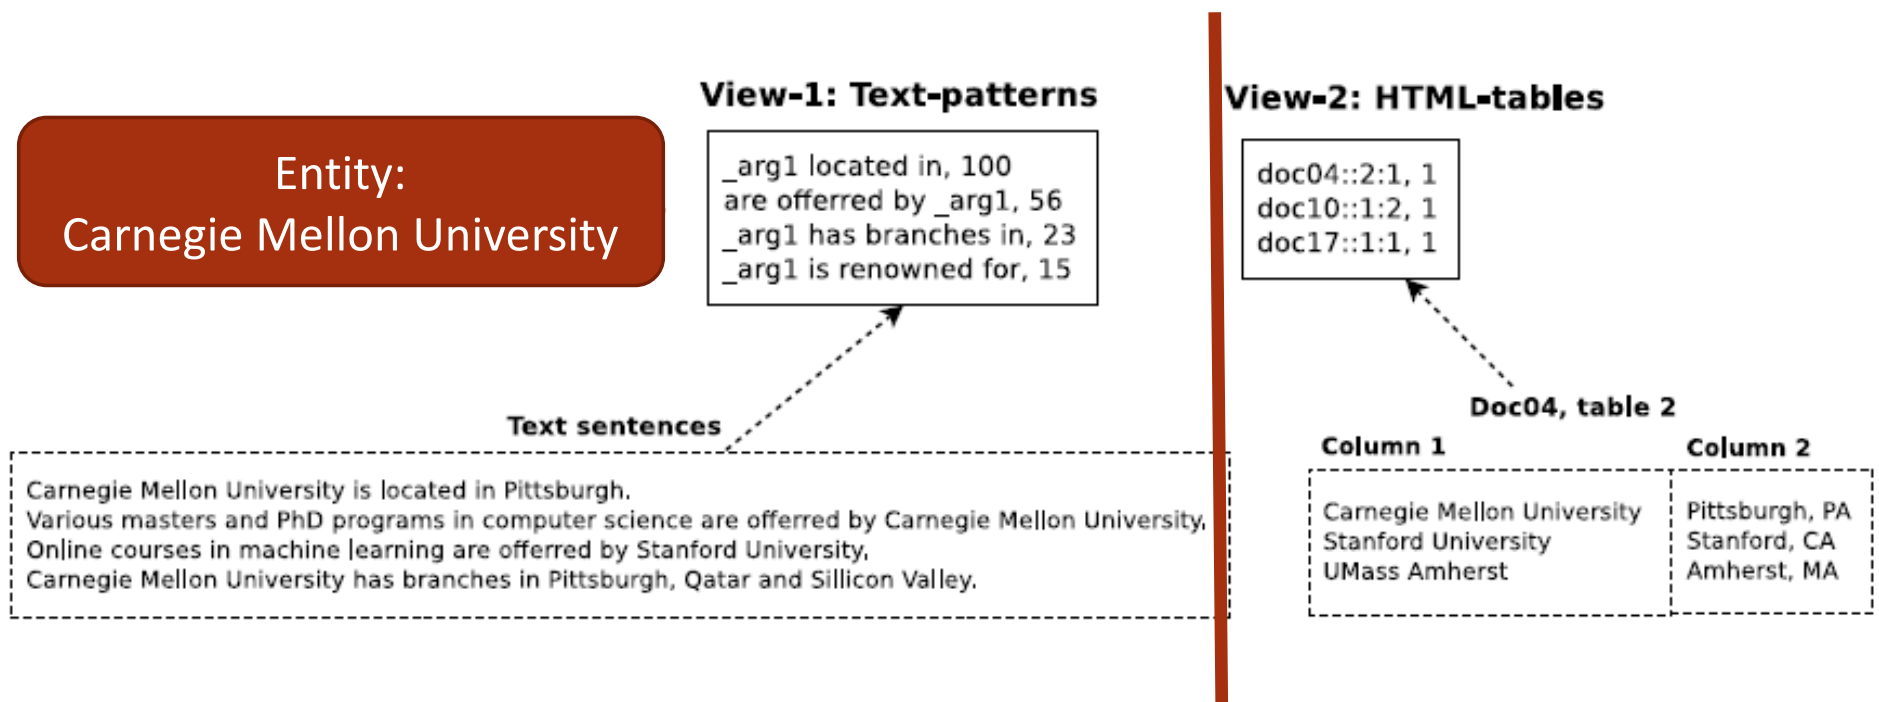 Entity:
Carnegie Mellon University
View-1: Text-patterns
_arg1 located in, 100
are offerred by _arg1, 56
_arg1 has branches in, 23
_arg1 is renowned for, 15
Text sentences
Carnegie Mellon University is located in Pittsburgh.
Various masters and PhD programs in computer science are offerred by Carnegie Mellon University.
Online courses in machine learning are offerred by Stanford University.
Carnegie Mellon University has branches in Pittsburgh, Qatar and Sillicon Valley.
View-2: HTML-tables
doc04::2:1, 1
doc10::1:2, 1
doc17::1:1, 1
Doc04, table 2
Column 1
Carnegie Mellon University
Stanford University
UMass Amherst
Column 2
Pittsburgh, PA
Stanford, CA
Amherst, MA